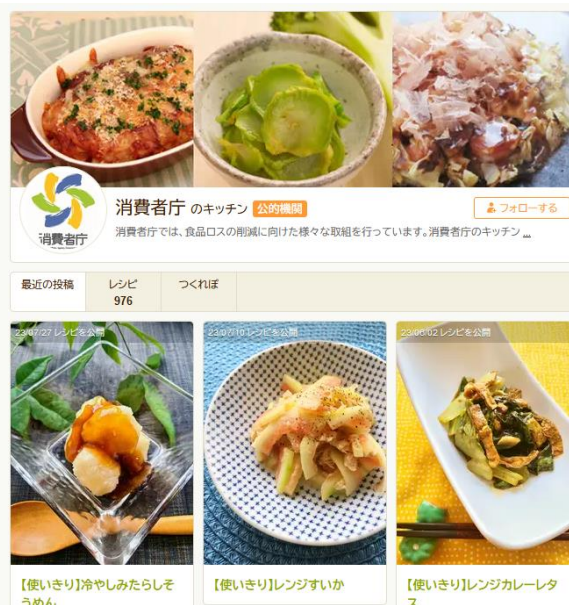 消費者庁
消費者庁 のキッチン 公的機関
フォローする
消費者庁では、食品ロスの削減に向けた様々な取組を行っています。消費者庁のキッチン ...
最近の投稿 レシピ つくれぽ
976
23/07/27 レシピを公開
23/07/10 レシピを公開
23/06/02 レシピを公開
【使いきり】冷やしみたらしそうめん
【使いきり】レンジすいか
【使いきり】レンジカレーレタス